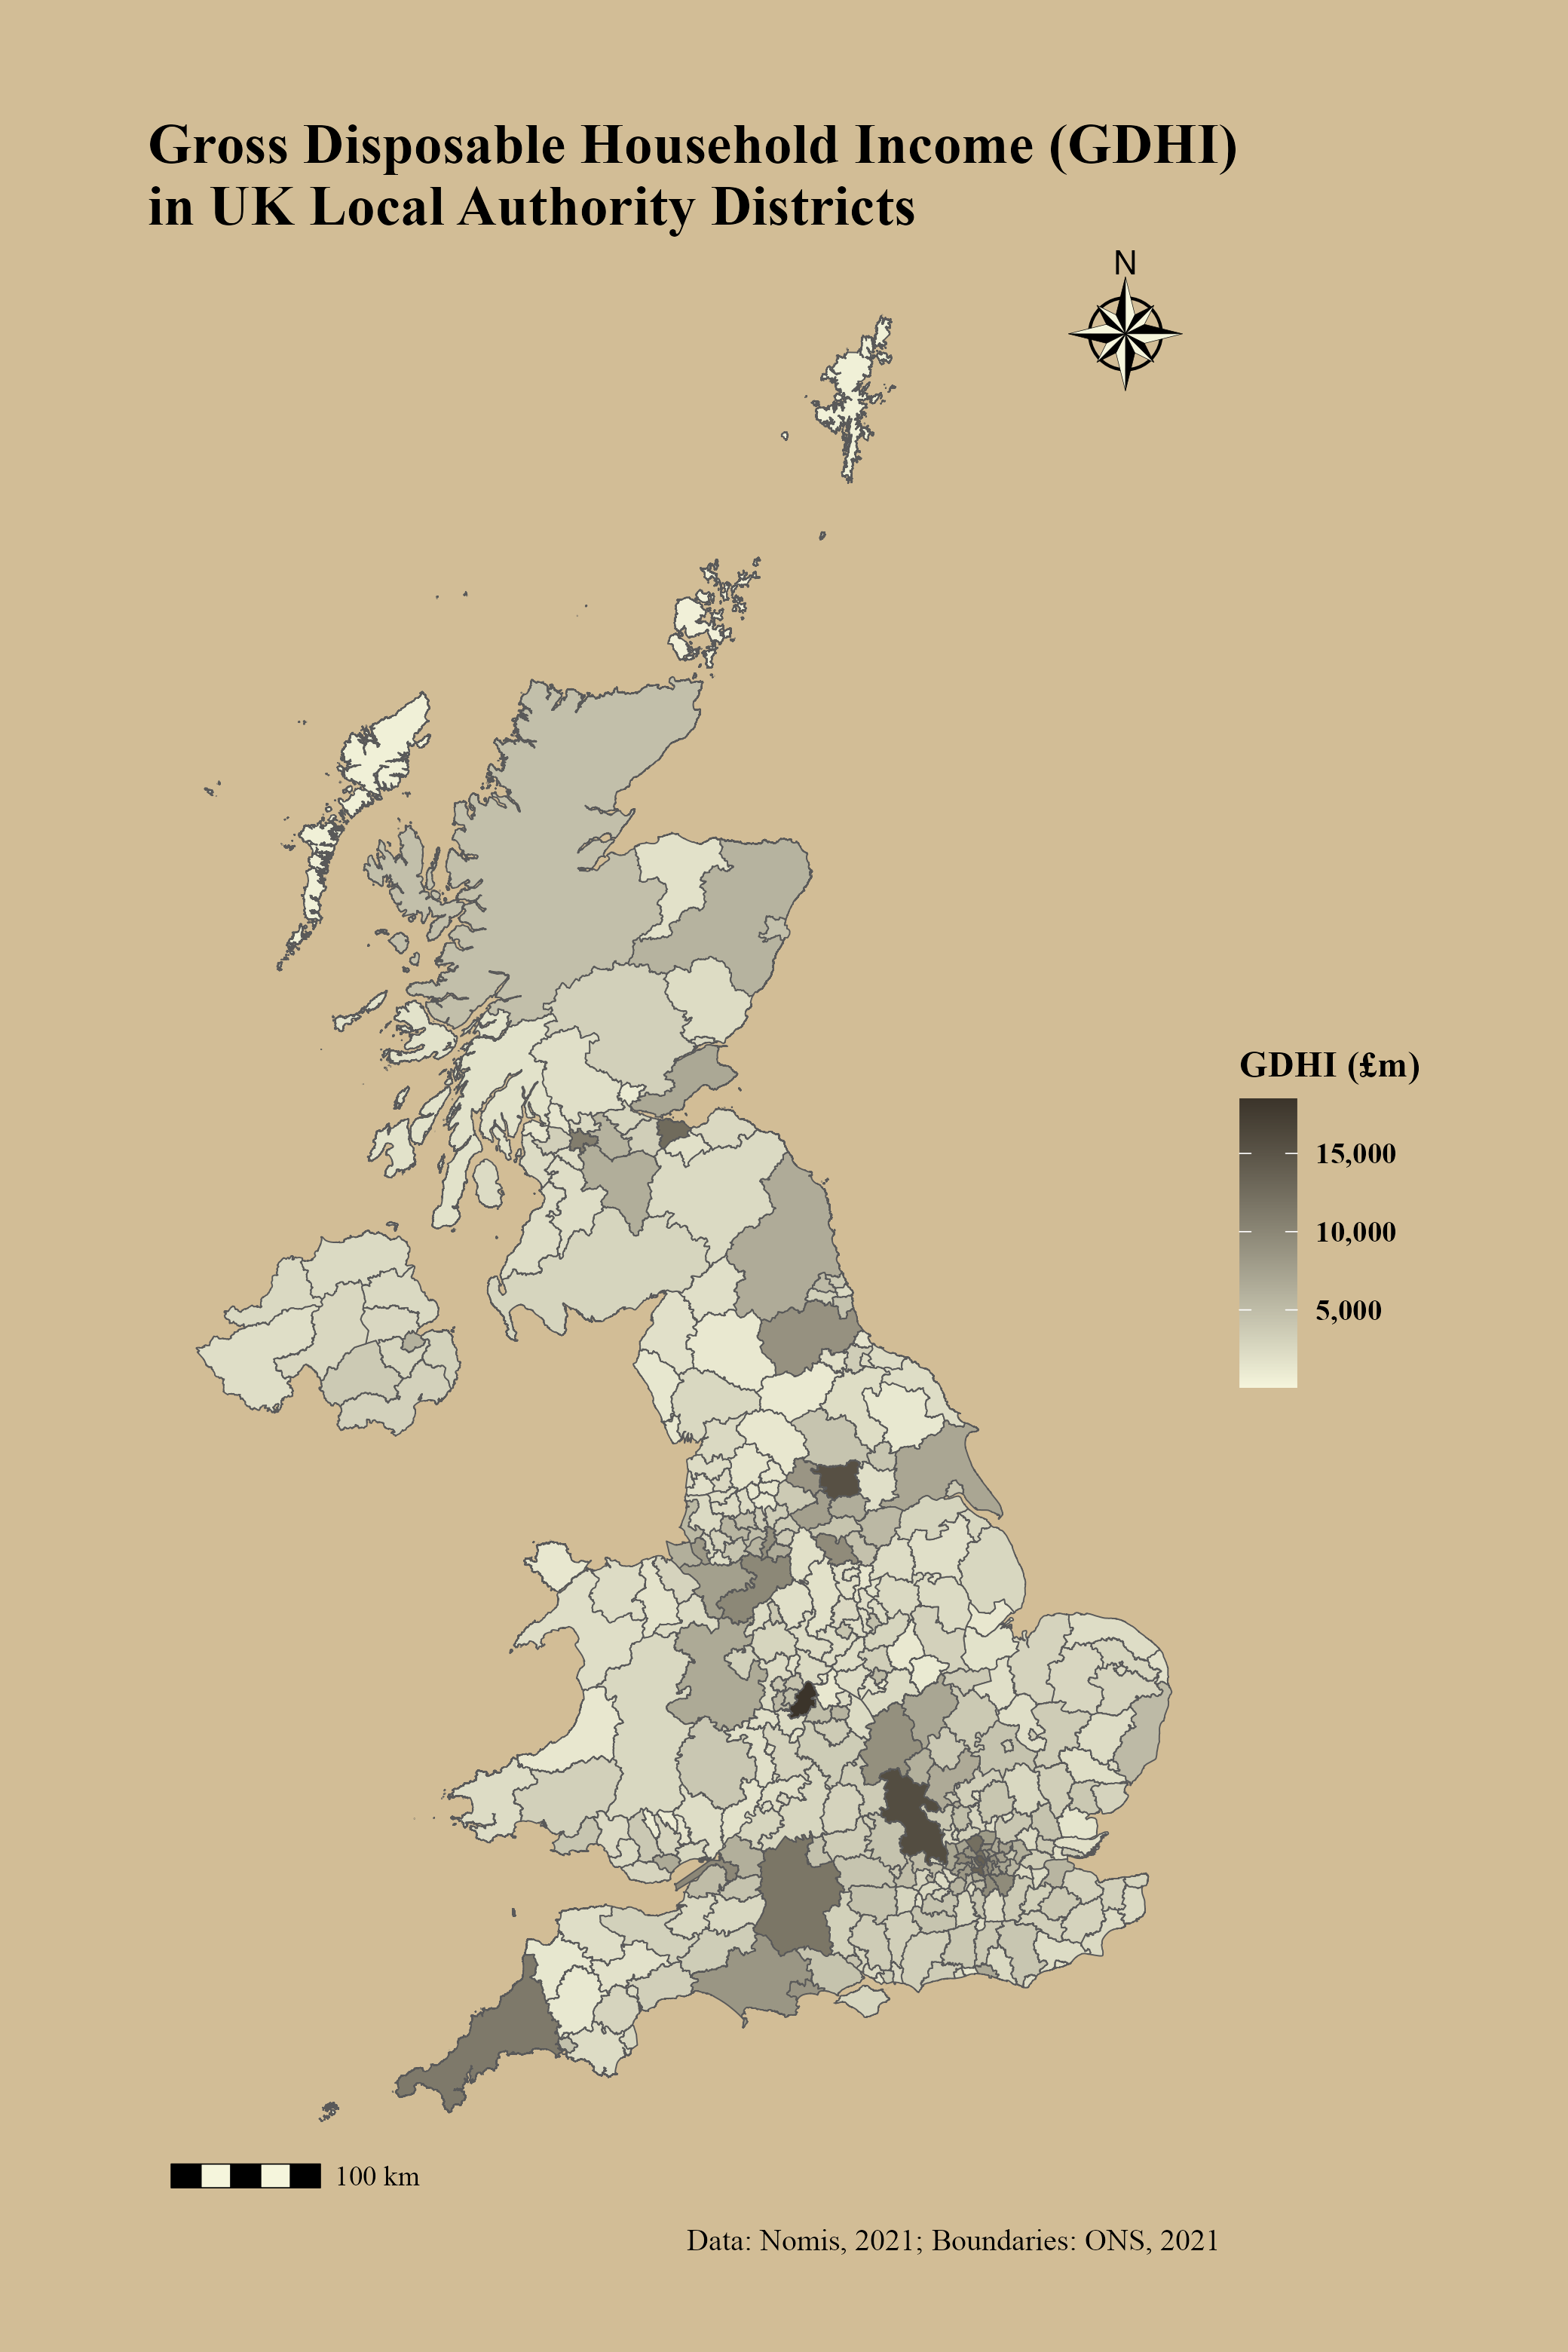 Gross Disposable Household Income (GDHI)
in UK Local Authority Districts
N
GDHI (£m)
15,000
10,000
5,000
100 km
Data: Nomis, 2021; Boundaries: ONS, 2021